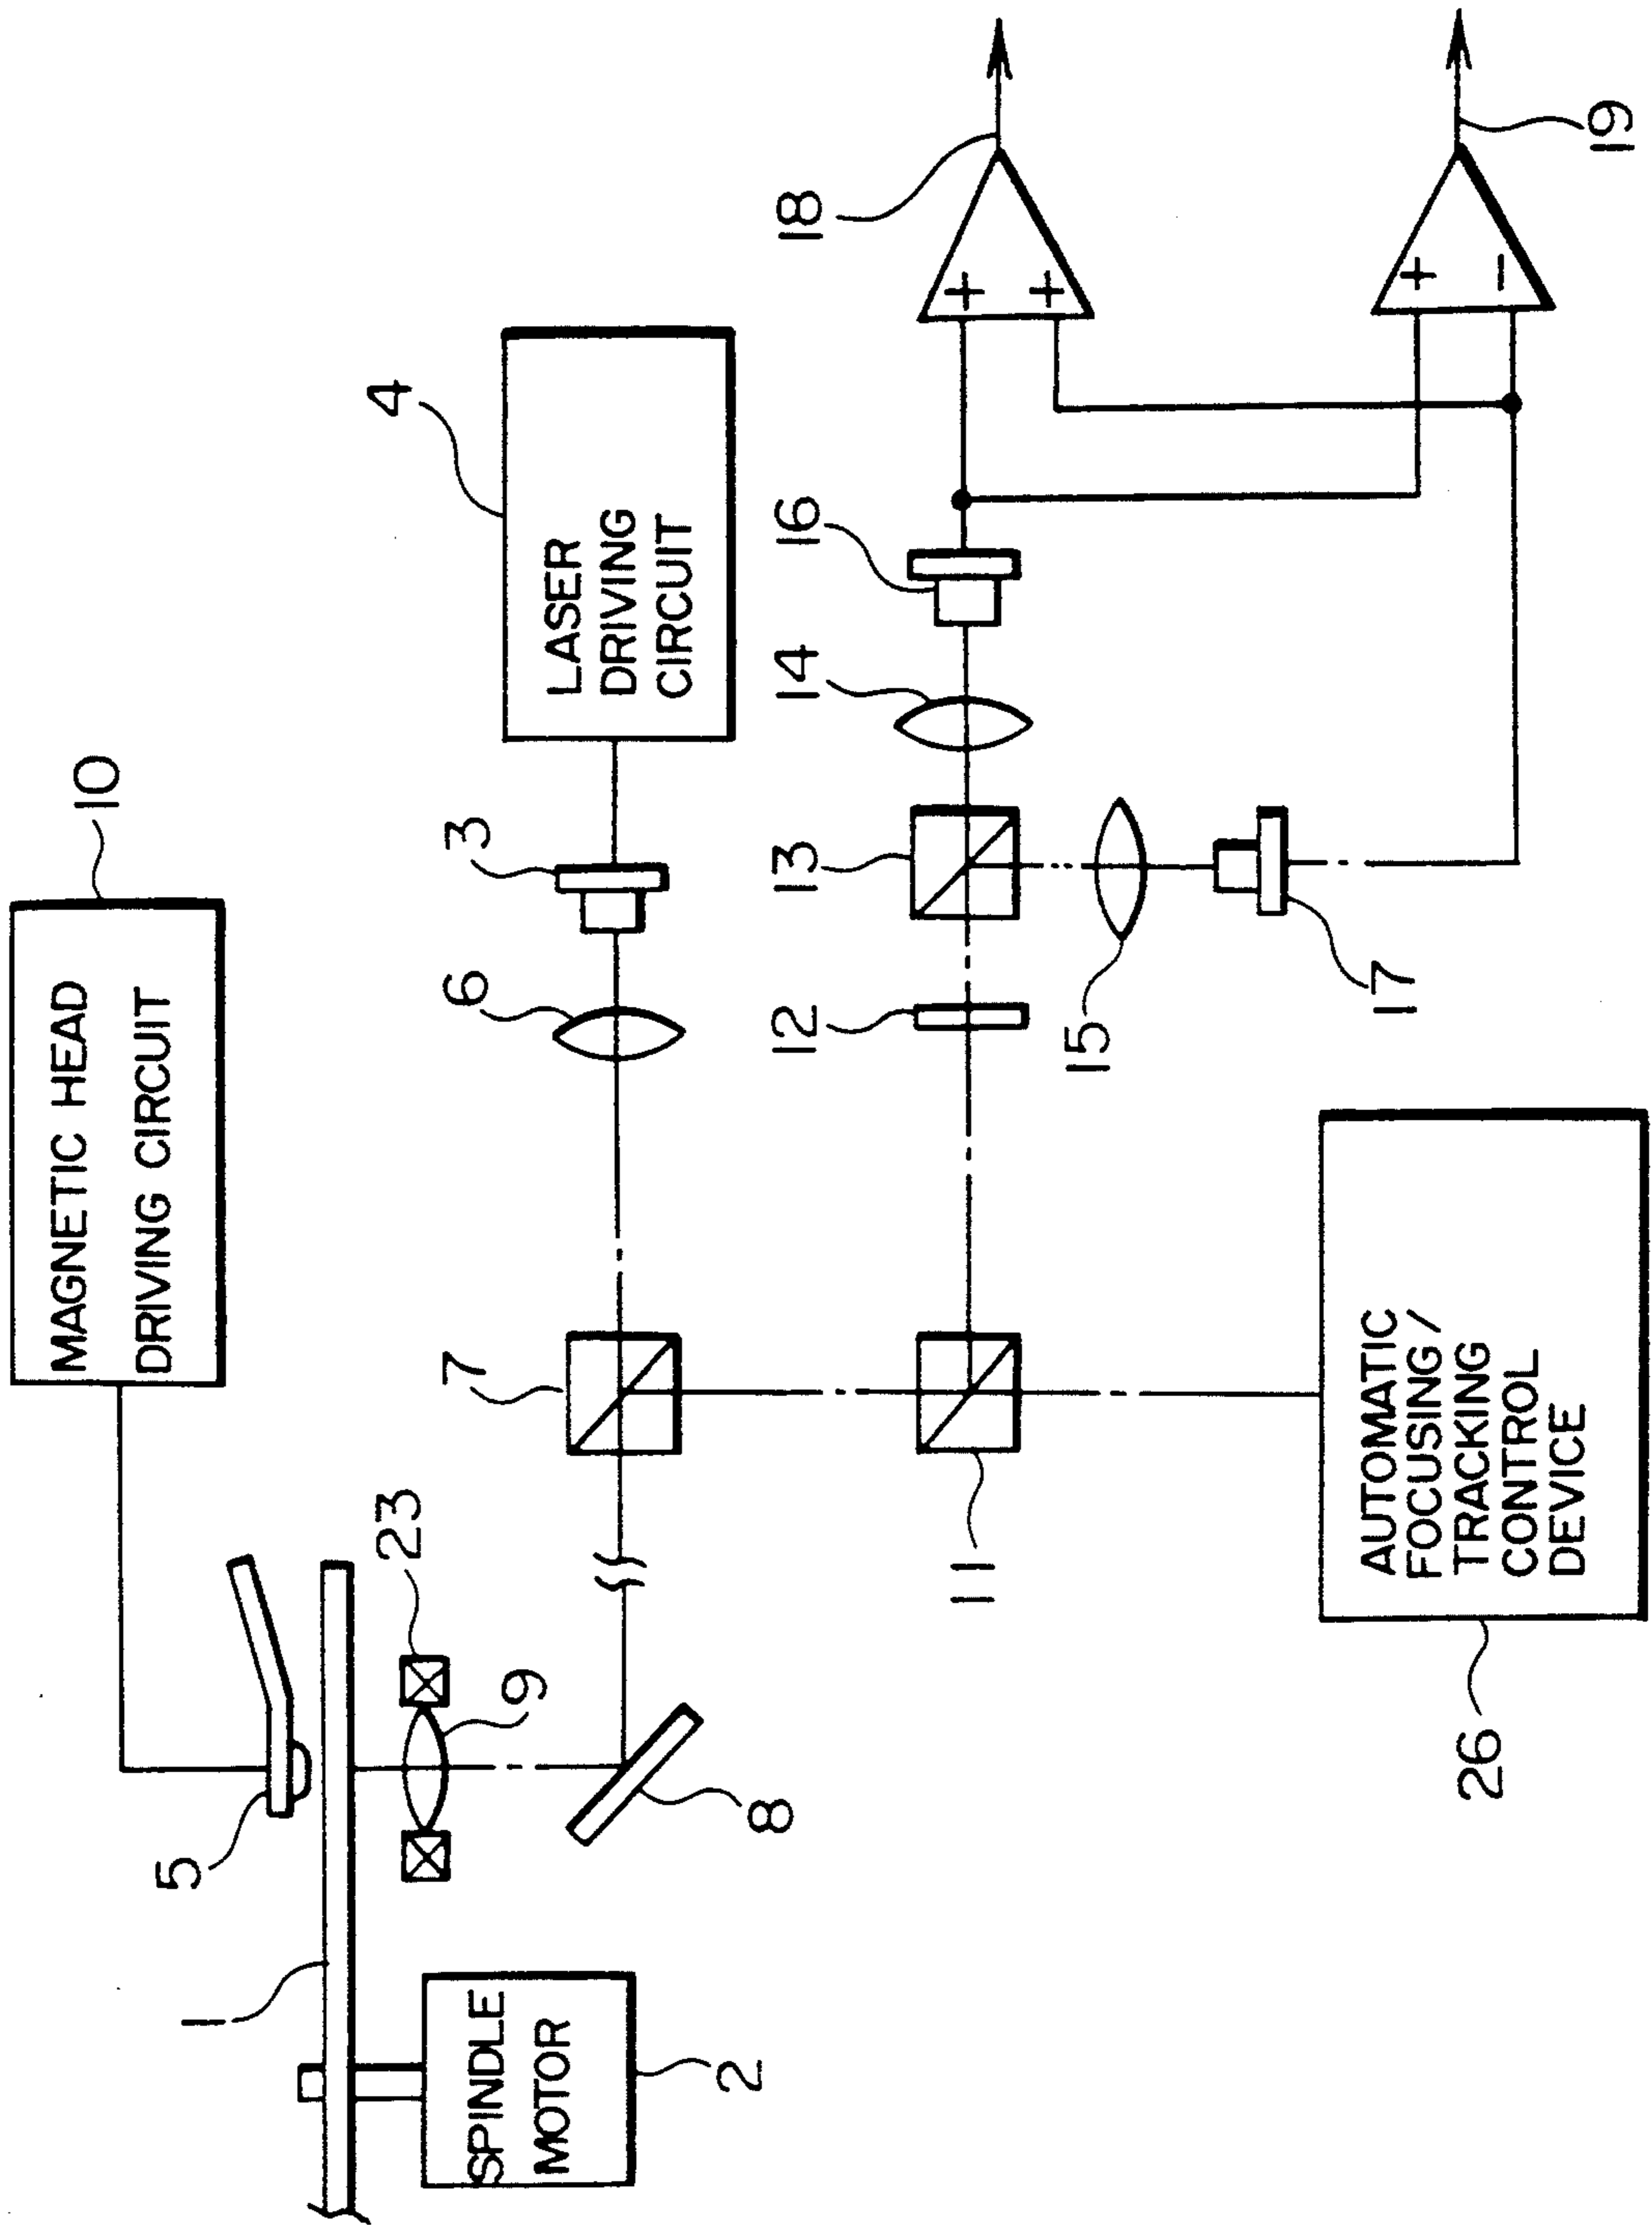 10
MAGNETIC HEAD
DRIVING CIRCUIT
5
1
23
9
SPINDLE
MOTOR
2
8
7
6
3
4
LASER
DRIVING
CIRCUIT
11
12
13
14
16
18
+
+
15
17
+
−
19
AUTOMATIC
FOCUSING/
TRACKING
CONTROL
DEVICE
26